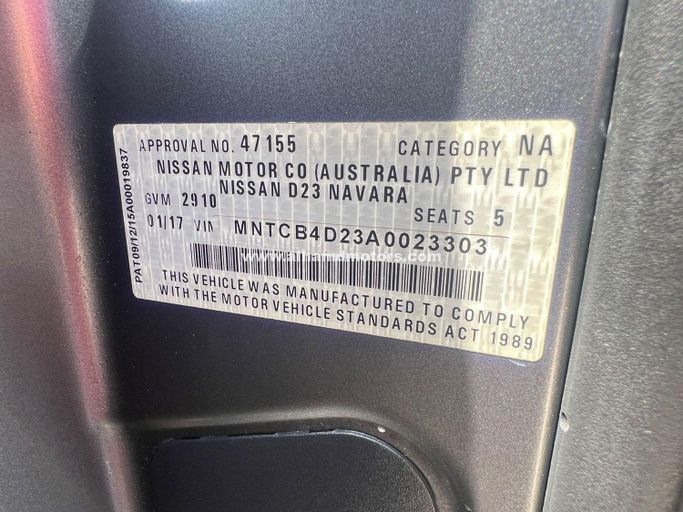 APPROVAL NO. 47155 CATEGORY NA
NISSAN MOTOR CO (AUSTRALIA) PTY LTD
NISSAN D23 NAVARA
GVM 2910 SEATS 5
01/17 VIN MNTCB4D23A0023303
THIS VEHICLE WAS MANUFACTURED TO COMPLY
WITH THE MOTOR VEHICLE STANDARDS ACT 1989
PAT09/12/15A00019837